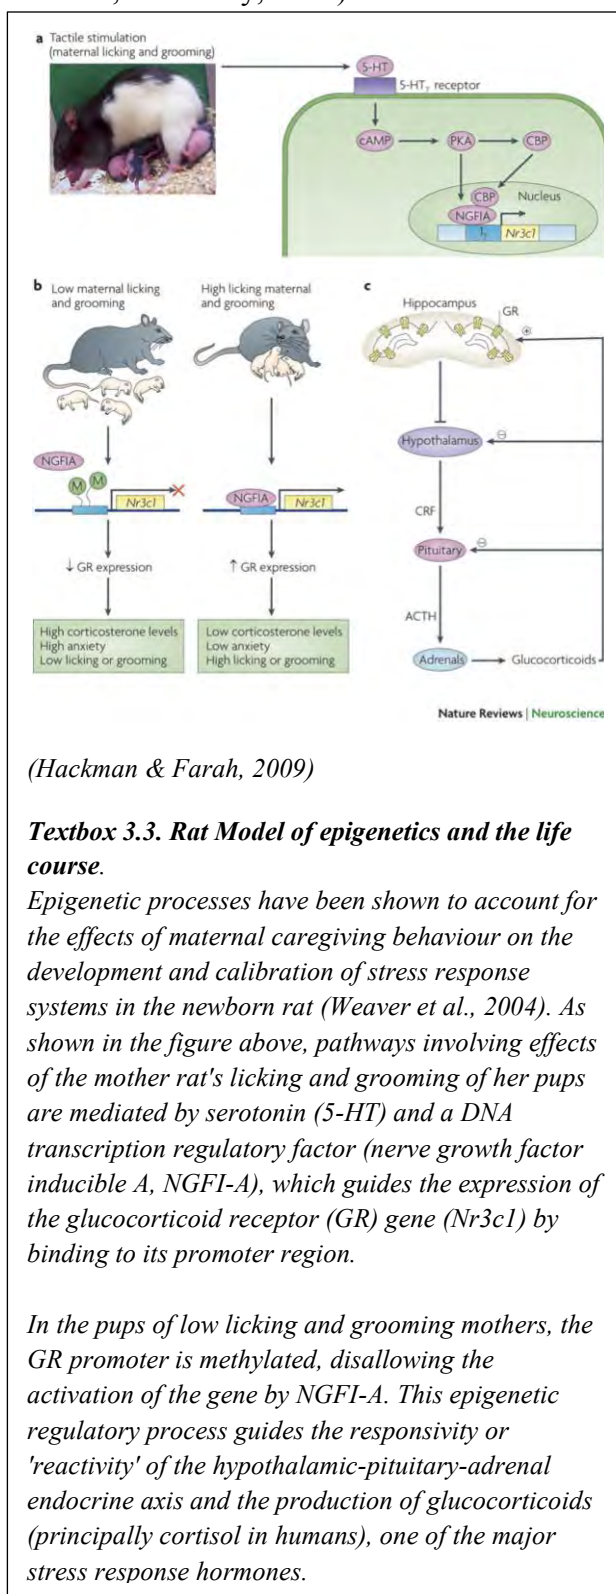 a Tactile stimulation
(maternal licking and grooming)
5-HT
5-HT7 receptor
cAMP
PKA
CBP
CBP
Nucleus
NGFIA
17
Nr3c1
b Low maternal licking
and grooming
High licking maternal
and grooming
NGFIA
M
M
Nr3c1
NGFIA
Nr3c1
↓ GR expression
↑ GR expression
High corticosterone levels
High anxiety
Low licking or grooming
Low corticosterone levels
Low anxiety
High licking or grooming
c
Hippocampus
GR
⊕
Hypothalamus
⊖
CRF
Pituitary
⊖
ACTH
Adrenals
Glucocorticoids
Nature Reviews | Neuroscience
(Hackman & Farah, 2009)
Textbox 3.3. Rat Model of epigenetics and the life
course.
Epigenetic processes have been shown to account for
the effects of maternal caregiving behaviour on the
development and calibration of stress response
systems in the newborn rat (Weaver et al., 2004). As
shown in the figure above, pathways involving effects
of the mother rat's licking and grooming of her pups
are mediated by serotonin (5-HT) and a DNA
transcription regulatory factor (nerve growth factor
inducible A, NGFI-A), which guides the expression of
the glucocorticoid receptor (GR) gene (Nr3c1) by
binding to its promoter region.
In the pups of low licking and grooming mothers, the
GR promoter is methylated, disallowing the
activation of the gene by NGFI-A. This epigenetic
regulatory process guides the responsivity or
'reactivity' of the hypothalamic-pituitary-adrenal
endocrine axis and the production of glucocorticoids
(principally cortisol in humans), one of the major
stress response hormones.